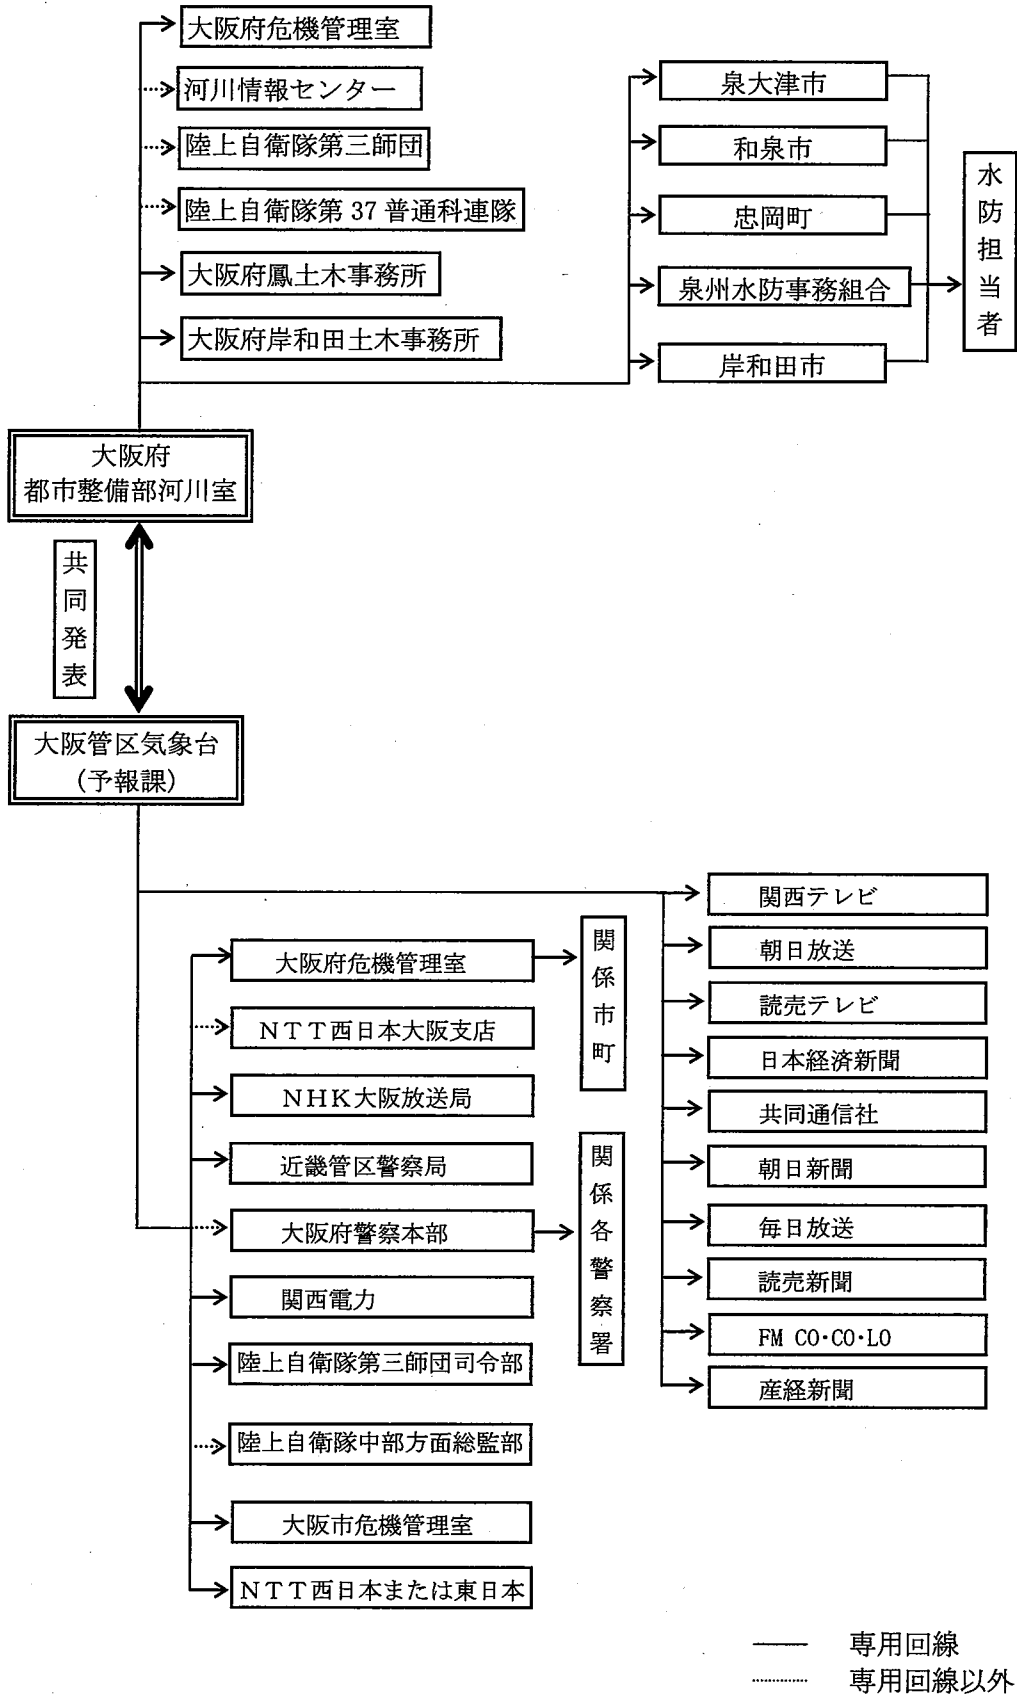 大阪府危機管理室
河川情報センター
陸上自衛隊第三師団
陸上自衛隊第 37 普通科連隊
大阪府鳳土木事務所
大阪府岸和田土木事務所
泉大津市
和泉市
忠岡町
泉州水防事務組合
岸和田市
水防担当者
大阪府
都市整備部河川室
共同発表
大阪管区気象台
(予報課)
大阪府危機管理室
NTT西日本大阪支店
NHK大阪放送局
近畿管区警察局
大阪府警察本部
関西電力
陸上自衛隊第三師団司令部
陸上自衛隊中部方面総監部
大阪市危機管理室
NTT西日本または東日本
関係市町
関係各警察署
関西テレビ
朝日放送
読売テレビ
日本経済新聞
共同通信社
朝日新聞
毎日放送
読売新聞
FM CO・CO・LO
産経新聞
専用回線
専用回線以外